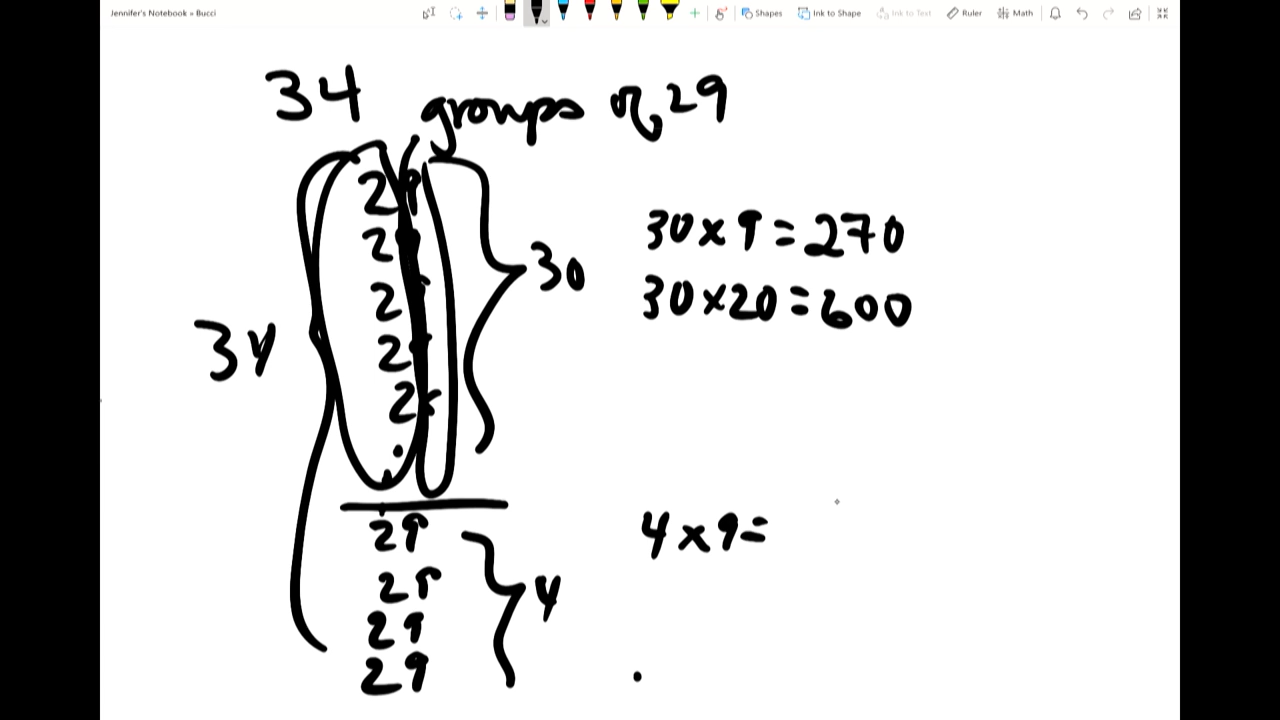 Jennifer's Notebook » Bucci
Shapes Ink to Shape Ink to Text Ruler Math
34 groups of 29
29
29
29
29
29
34
30
30 x 9 = 270
30 x 20 = 600
29
29
29
29
4
4 x 9 =